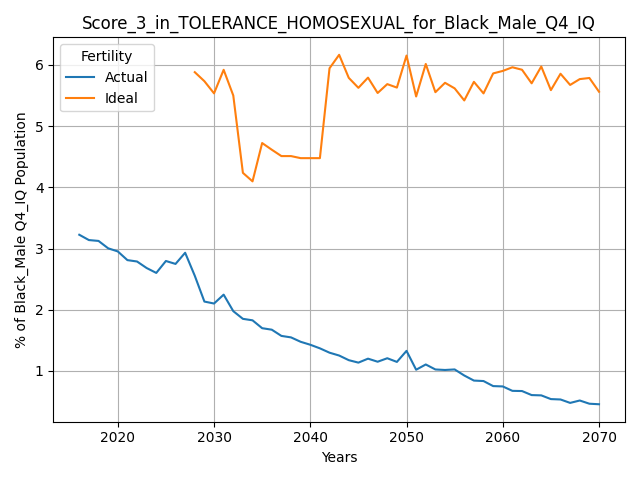 Score_3_in_TOLERANCE_HOMOSEXUAL_for_Black_Male_Q4_IQ
Fertility
Actual
Ideal
% of Black_Male Q4_IQ Population
6
5
4
3
2
1
2020 2030 2040 2050 2060 2070
Years